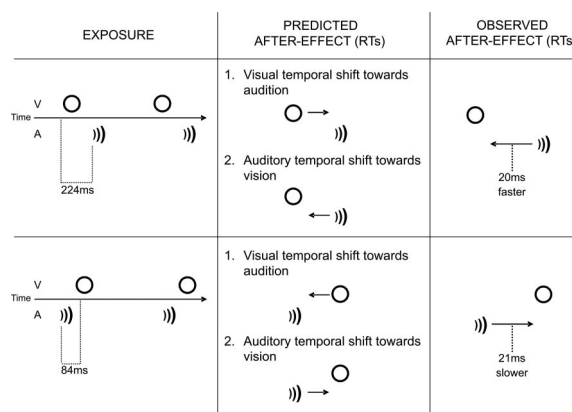 EXPOSURE
PREDICTED
AFTER-EFFECT (RTs)
OBSERVED
AFTER-EFFECT (RTs
V
Time
A
224ms
1. Visual temporal shift towards
audition
2. Auditory temporal shift towards
vision
20ms
faster
V
Time
A
84ms
1. Visual temporal shift towards
audition
2. Auditory temporal shift towards
vision
21ms
slower